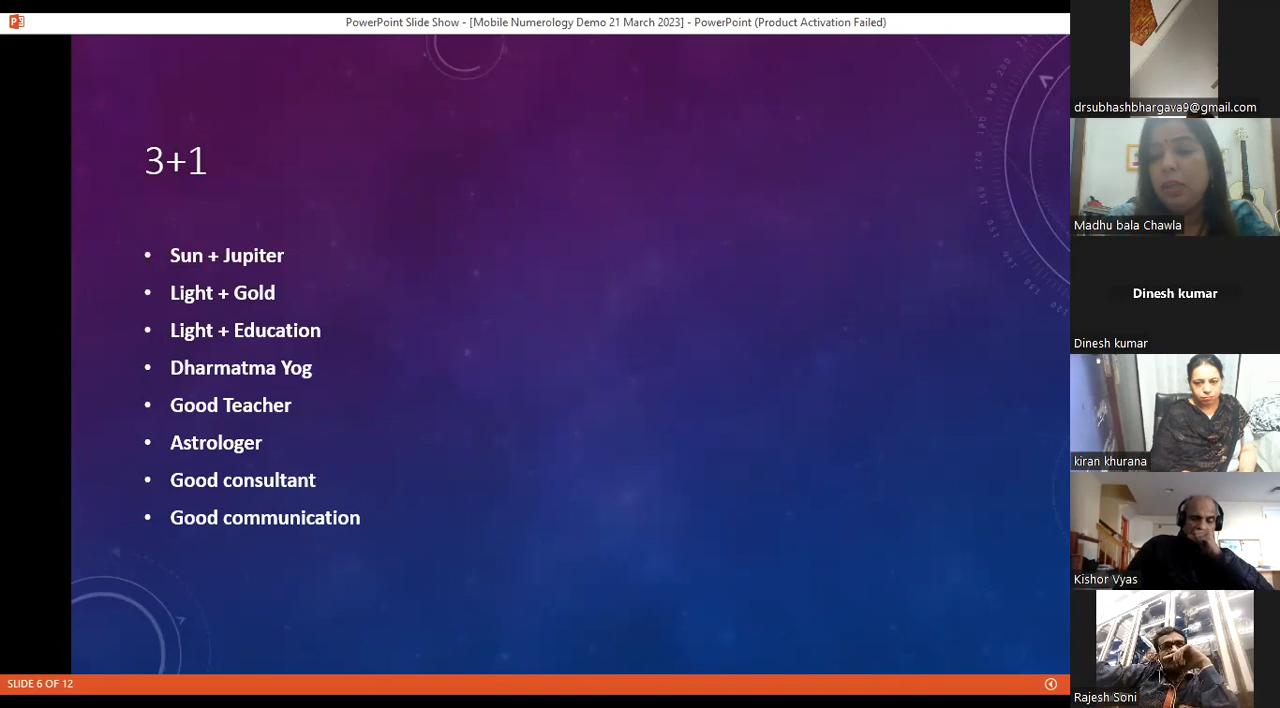 PowerPoint Slide Show - [Mobile Numerology Demo 21 March 2023] - PowerPoint (Product Activation Failed)
3+1
• Sun + Jupiter
• Light + Gold
• Light + Education
• Dharmatma Yog
• Good Teacher
• Astrologer
• Good consultant
• Good communication
SLIDE 6 OF 12
drsubhashbhargava9@gmail.com
Madhu bala Chawla
Dinesh kumar
Dinesh kumar
kiran khurana
Kishor Vyas
Rajesh Soni